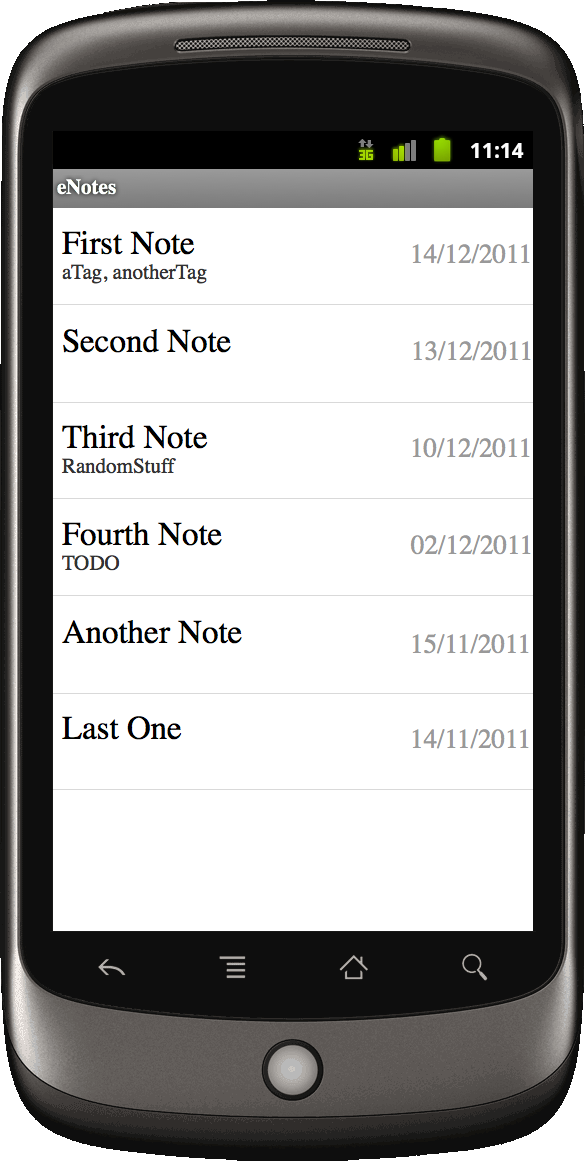 3G 11:14
eNotes
First Note 14/12/2011
aTag, anotherTag
Second Note 13/12/2011
Third Note 10/12/2011
RandomStuff
Fourth Note 02/12/2011
TODO
Another Note 15/11/2011
Last One 14/11/2011